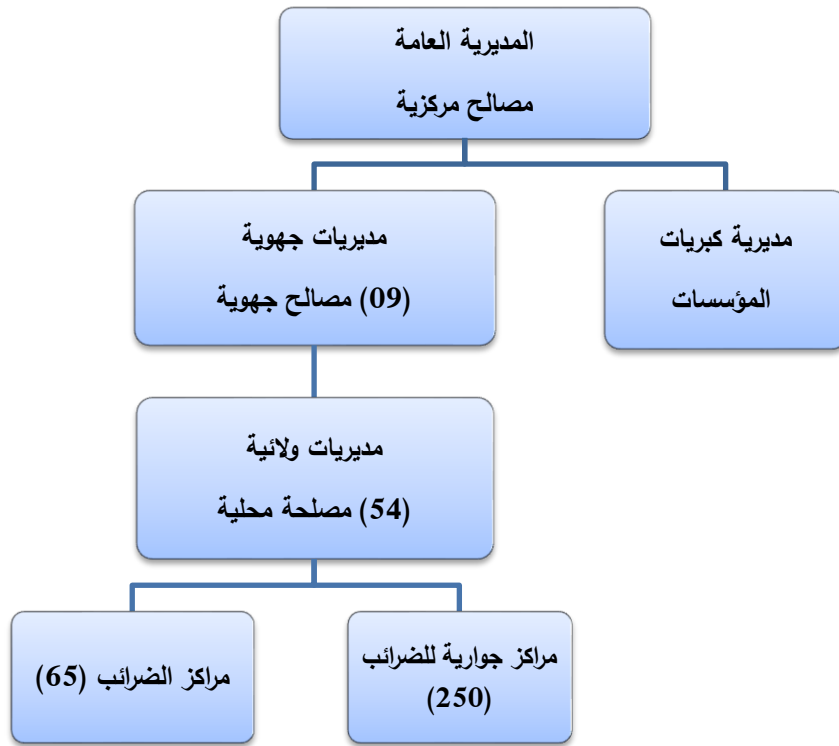 المديرية العامة
مصالح مركزية
مديرية كبريات
المؤسسات
مديريات جهوية
(09) مصالح جهوية
مديريات ولائية
(54) مصلحة محلية
مراكز جوارية للضرائب
(250)
مراكز الضرائب (65)